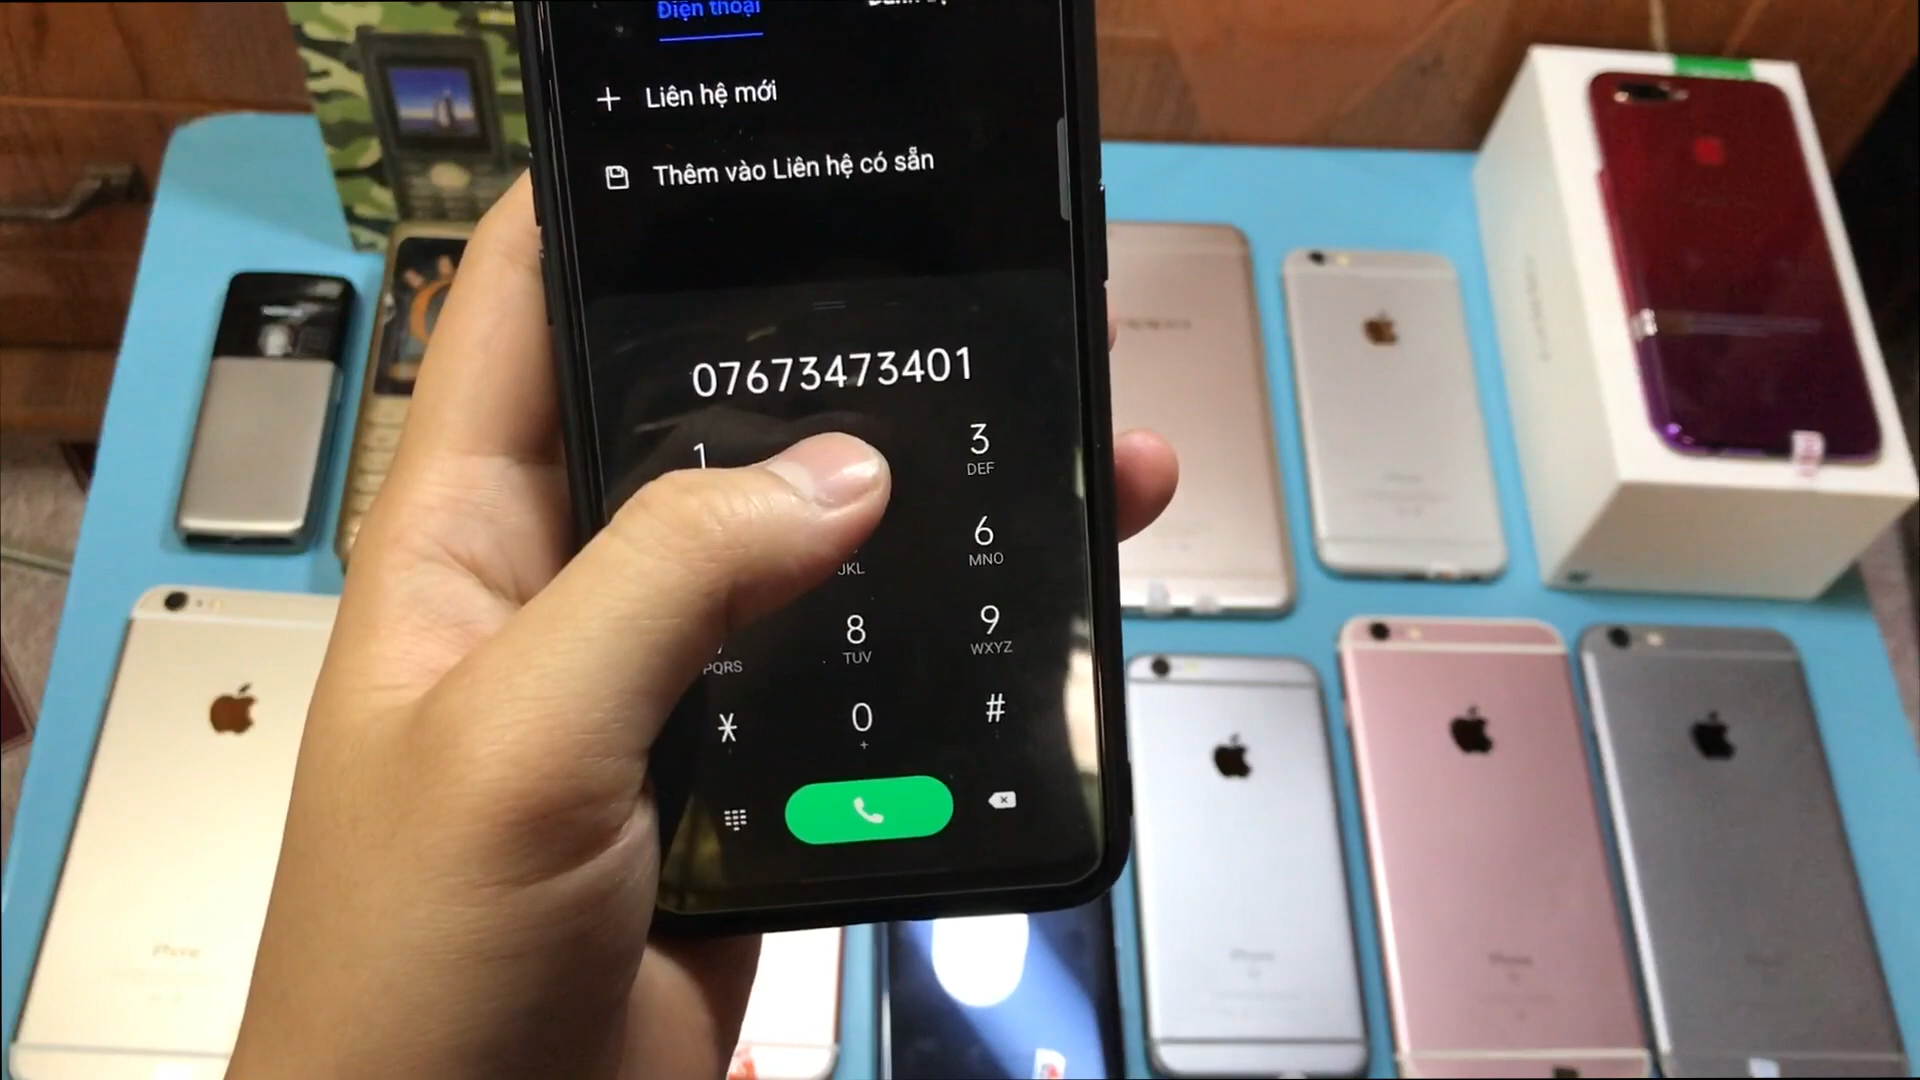 Điện thoại
Liên hệ mới
Thêm vào Liên hệ có sẵn
07673473401
1
3
DEF
6
MNO
JKL
8
TUV
9
WXYZ
PQRS
*
0
+
#
iPhone